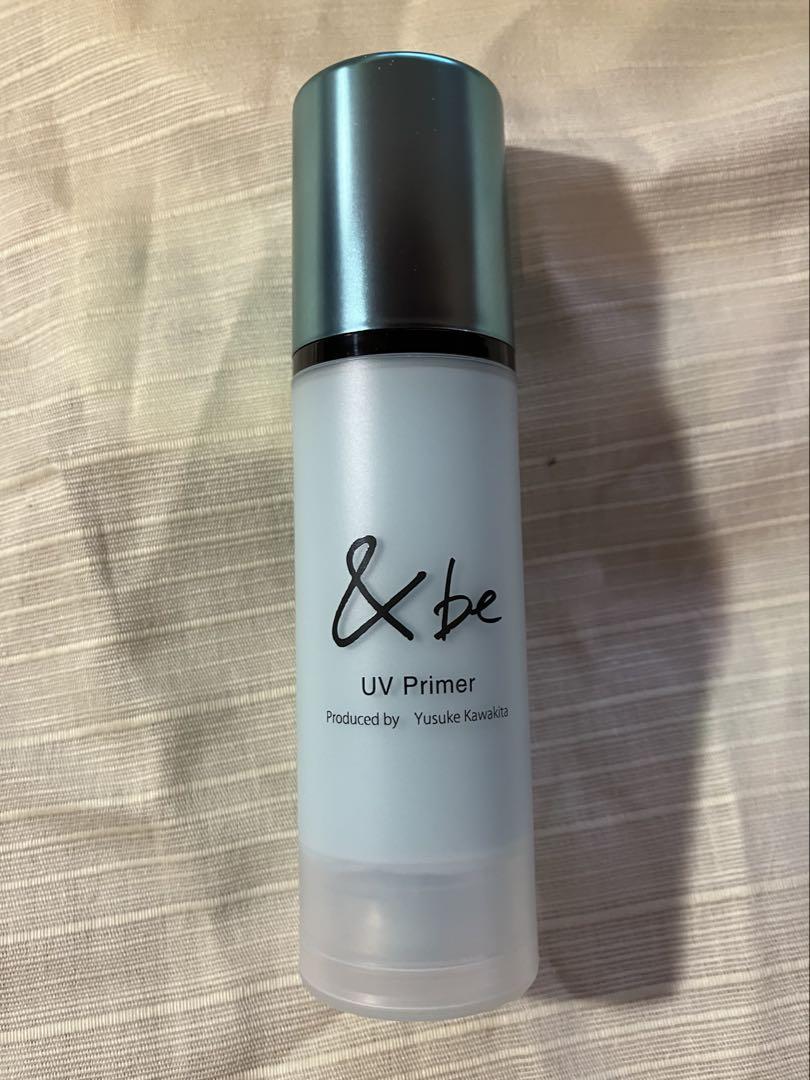 & be
UV Primer
Produced by Yusuke Kawakita